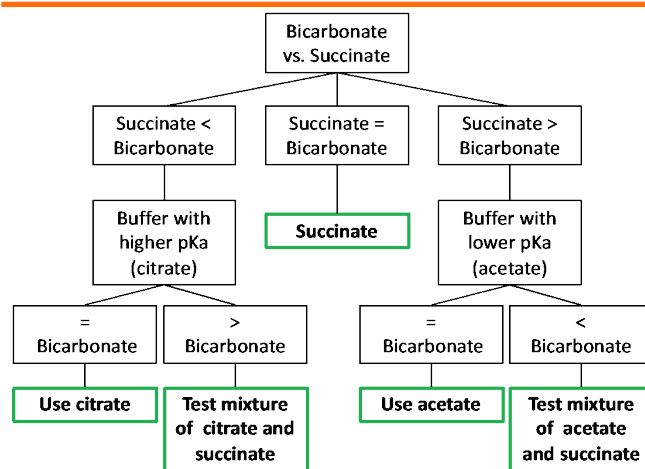 Bicarbonate
vs. Succinate
Succinate <
Bicarbonate
Succinate =
Bicarbonate
Succinate >
Bicarbonate
Buffer with
higher pKa
(citrate)
Succinate
Buffer with
lower pKa
(acetate)
=
Bicarbonate
>
Bicarbonate
=
Bicarbonate
<
Bicarbonate
Use citrate
Test mixture
of citrate and
succinate
Use acetate
Test mixture
of acetate
and succinate